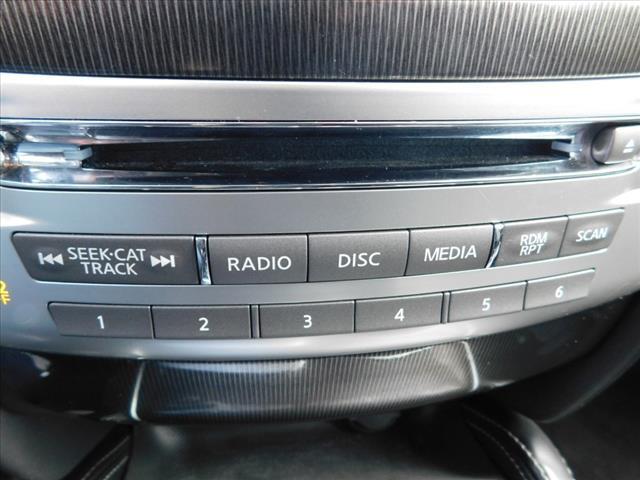 SEEK·CAT
TRACK
RADIO
DISC
MEDIA
RDM
RPT
SCAN
1
2
3
4
5
6